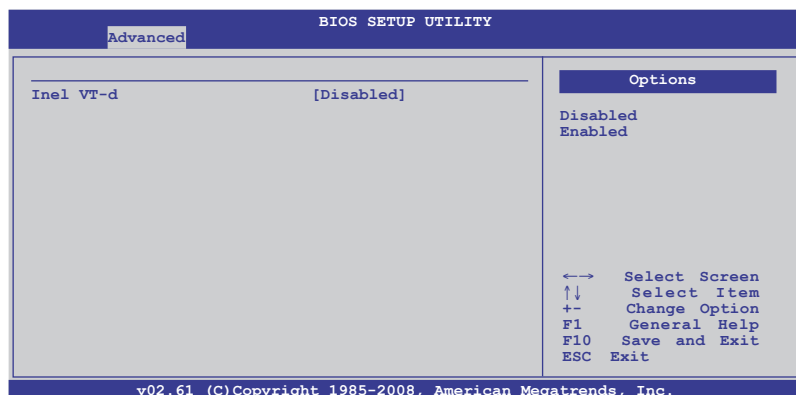 BIOS SETUP UTILITY
Advanced
Inel VT-d [Disabled]
Options
Disabled
Enabled
←→ Select Screen
↑↓ Select Item
+- Change Option
F1 General Help
F10 Save and Exit
ESC Exit
v02.61 (C)Copyright 1985-2008, American Megatrends, Inc.